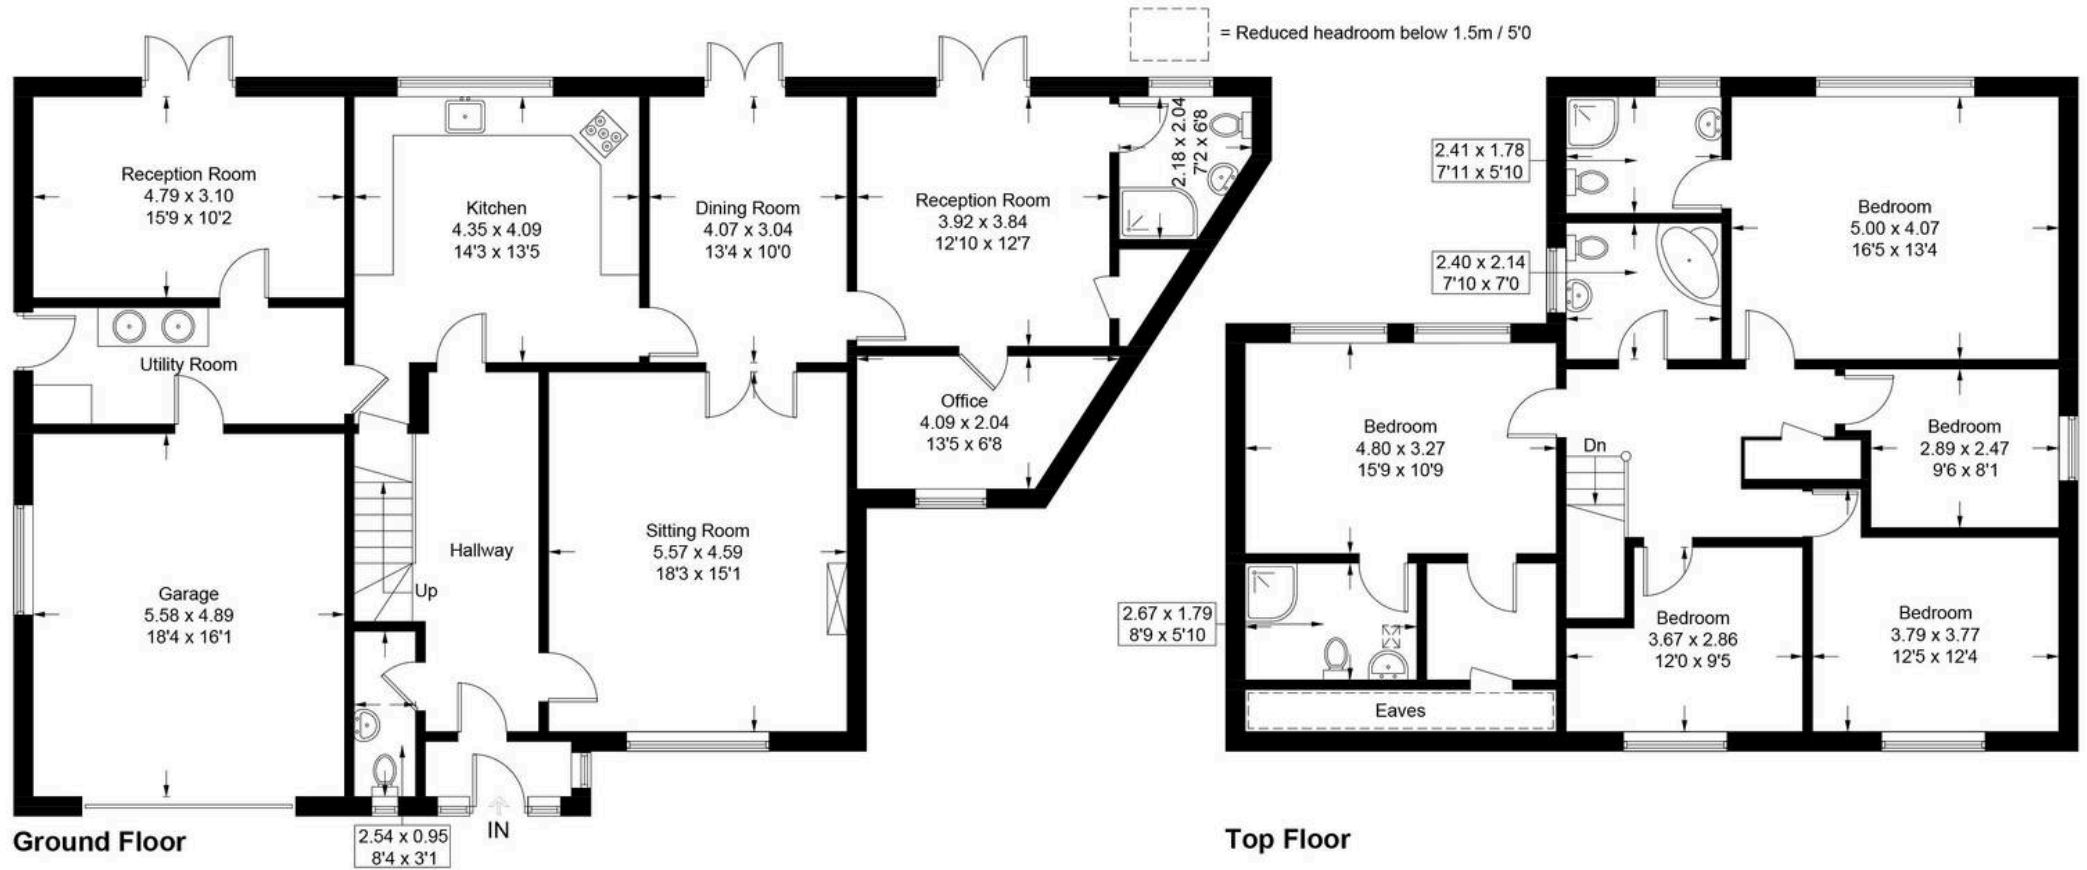 = Reduced headroom below 1.5m / 5'0
Reception Room
4.79 x 3.10
15'9 x 10'2
Kitchen
4.35 x 4.09
14'3 x 13'5
Dining Room
4.07 x 3.04
13'4 x 10'0
Reception Room
3.92 x 3.84
12'10 x 12'7
2.18 x 2.04
7'2 x 6'8
Utility Room
Office
4.09 x 2.04
13'5 x 6'8
Garage
5.58 x 4.89
18'4 x 16'1
Up
Hallway
Sitting Room
5.57 x 4.59
18'3 x 15'1
IN
2.54 x 0.95
8'4 x 3'1
Ground Floor
2.41 x 1.78
7'11 x 5'10
Bedroom
5.00 x 4.07
16'5 x 13'4
2.40 x 2.14
7'10 x 7'0
Bedroom
4.80 x 3.27
15'9 x 10'9
Dn
Bedroom
2.89 x 2.47
9'6 x 8'1
2.67 x 1.79
8'9 x 5'10
Bedroom
3.67 x 2.86
12'0 x 9'5
Bedroom
3.79 x 3.77
12'5 x 12'4
Eaves
Top Floor